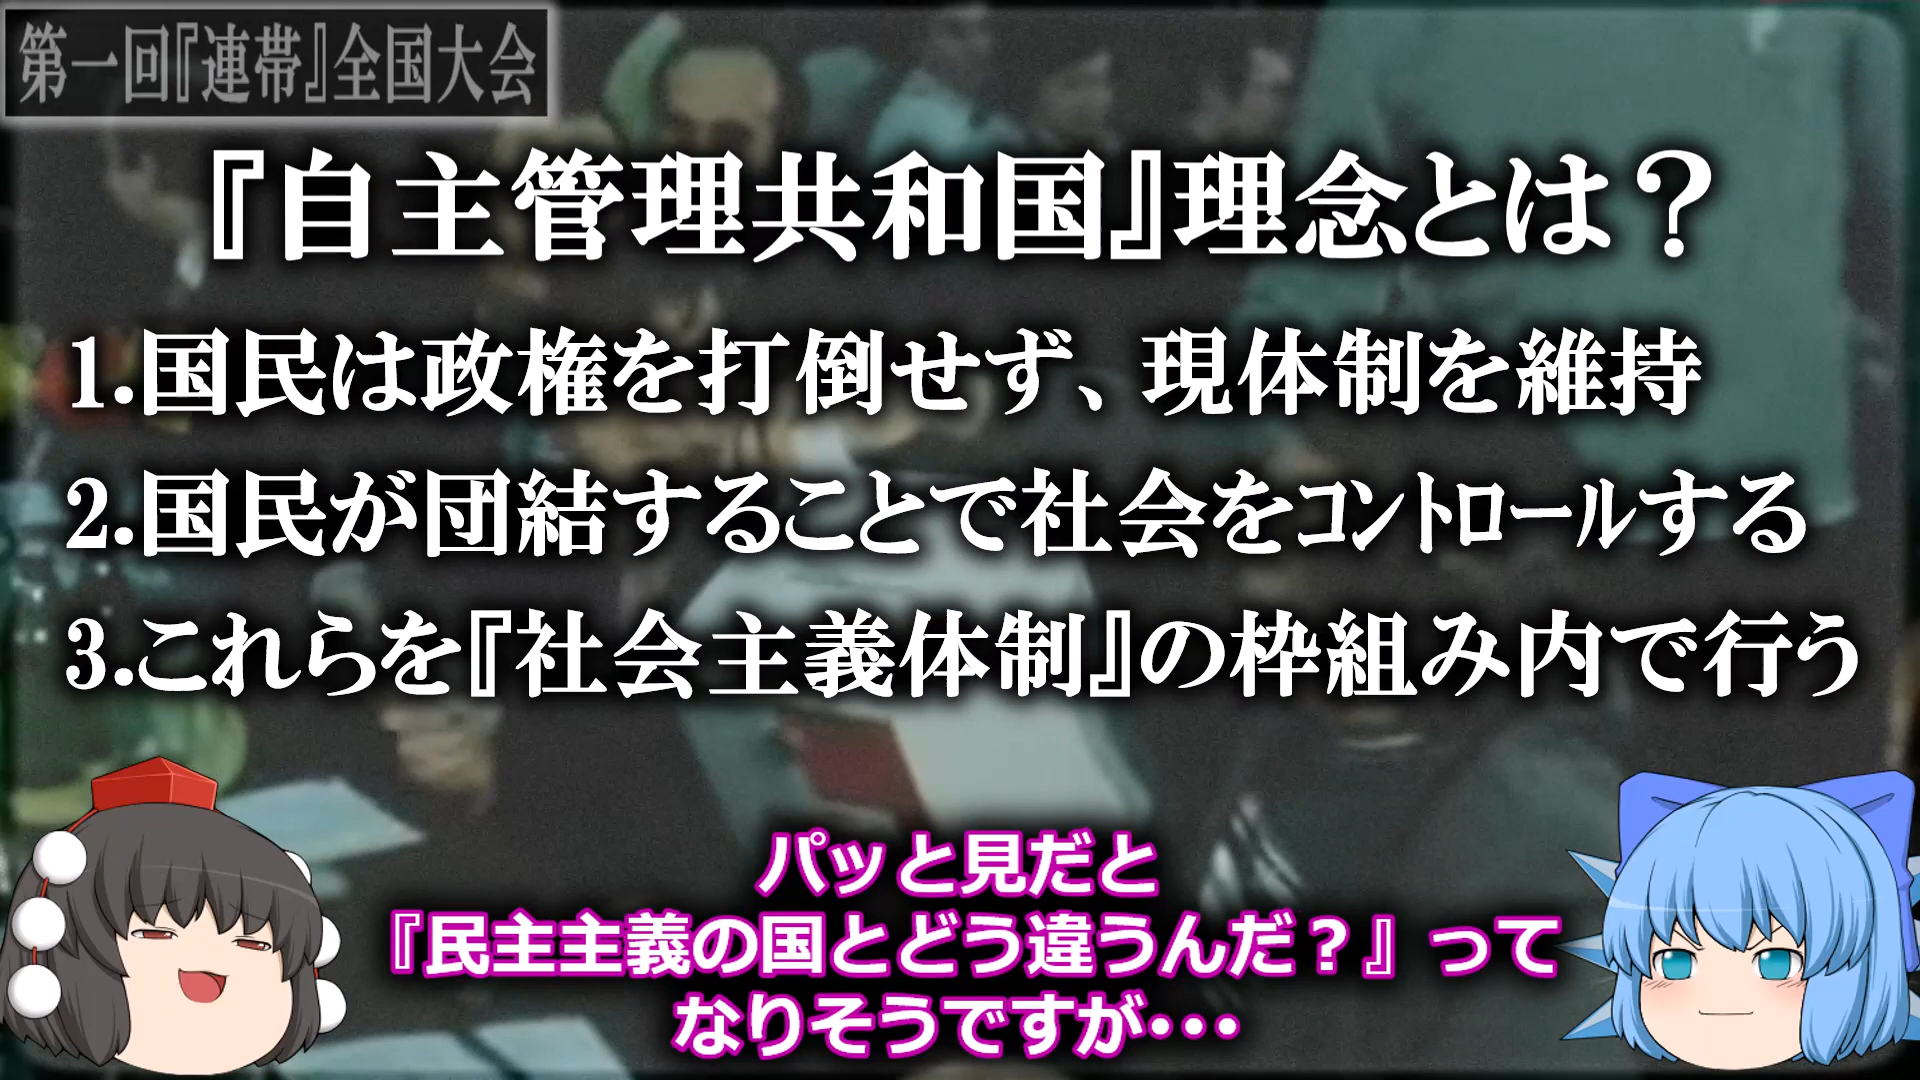 第一回『連帯』全国大会
『自主管理共和国』理念とは？
1.国民は政権を打倒せず、現体制を維持
2.国民が団結することで社会をｺﾝﾄﾛｰﾙする
3.これらを『社会主義体制』の枠組み内で行う
パッと見だと
『民主主義の国とどう違うんだ？』って
なりそうですが・・・